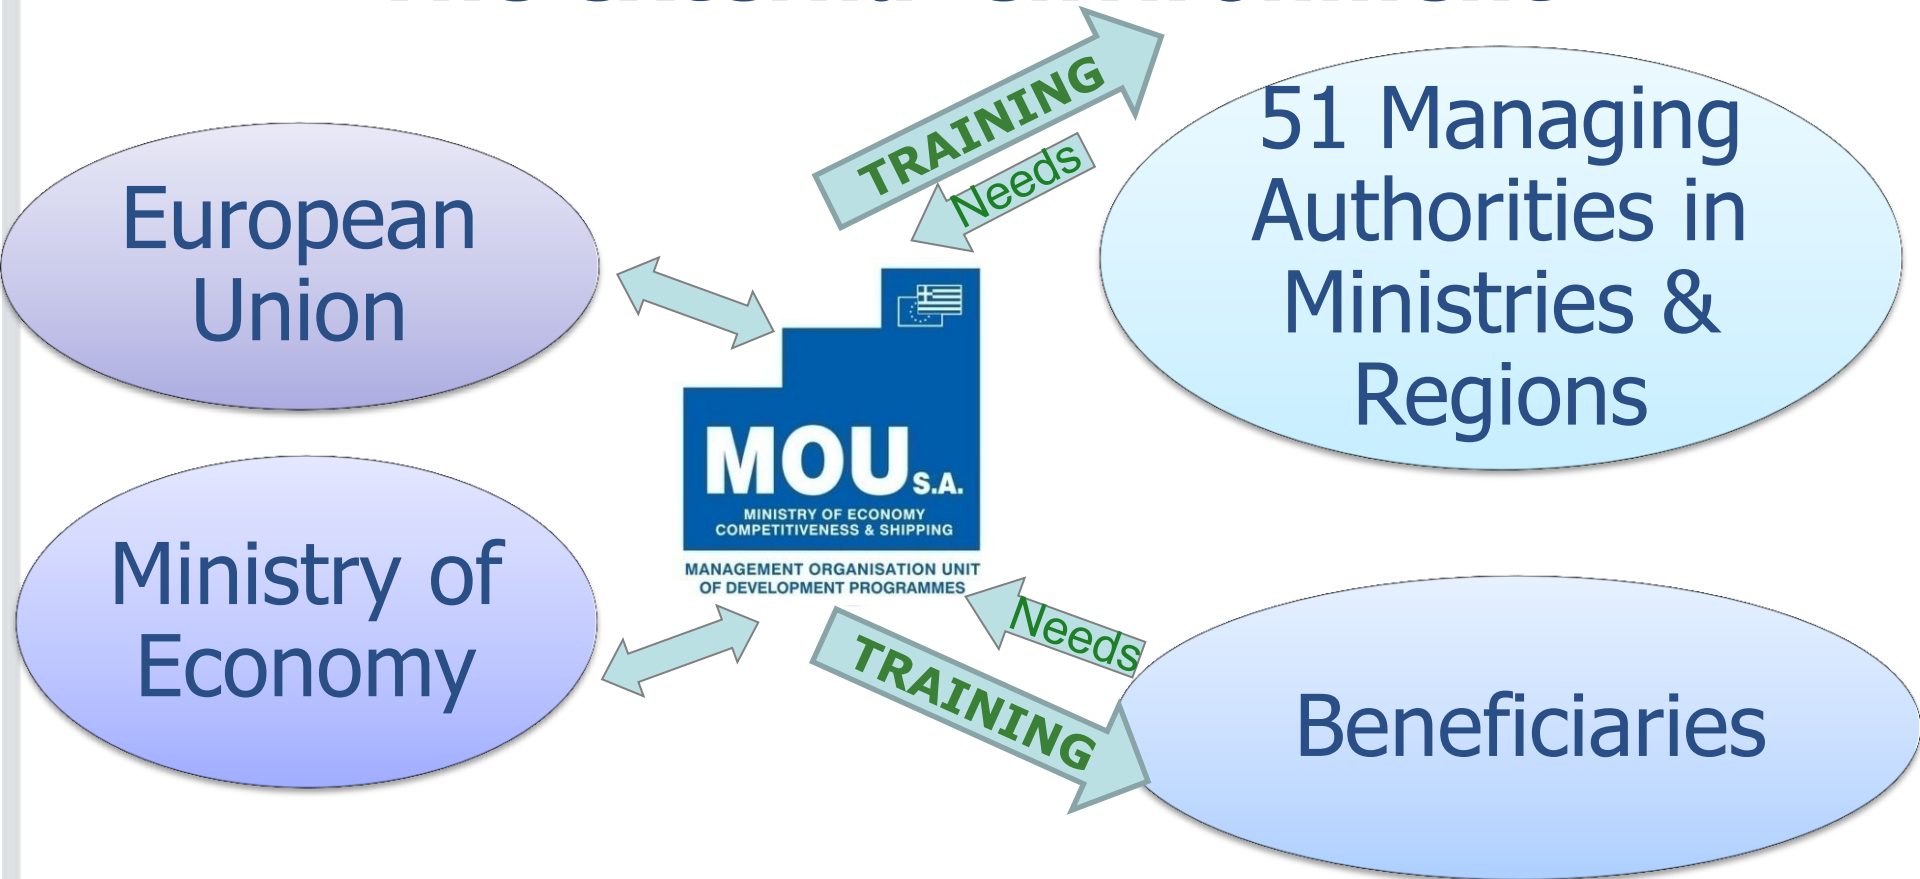 European
Union
Ministry of
Economy
TRAINING
Needs
51 Managing
Authorities in
Ministries &
Regions
MOU S.A.
MINISTRY OF ECONOMY
COMPETITIVENESS & SHIPPING
MANAGEMENT ORGANISATION UNIT
OF DEVELOPMENT PROGRAMMES
Needs
TRAINING
Beneficiaries